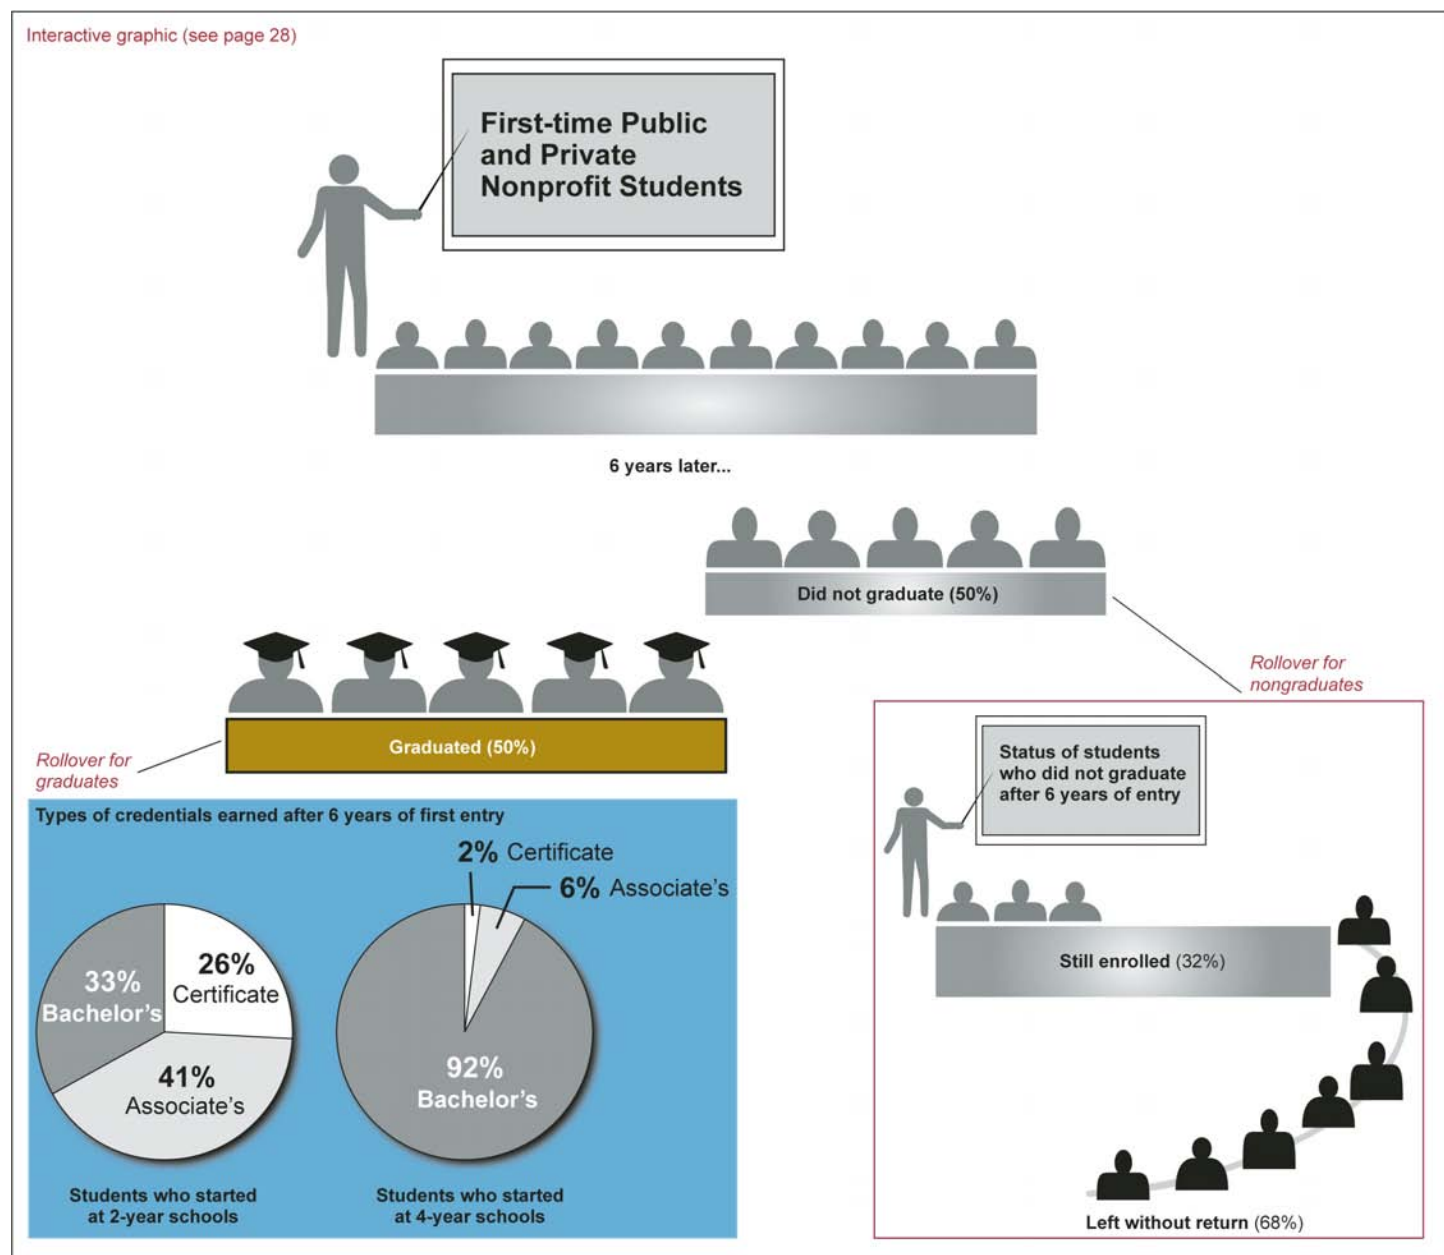 Interactive graphic (see page 28)
First-time Public
and Private
Nonprofit Students
6 years later...
Did not graduate (50%)
Graduated (50%)
Rollover for
graduates
Types of credentials earned after 6 years of first entry
33%
Bachelor's
26%
Certificate
41%
Associate's
Students who started
at 2-year schools
2% Certificate
6% Associate's
92%
Bachelor's
Students who started
at 4-year schools
Rollover for
nongraduates
Status of students
who did not graduate
after 6 years of entry
Still enrolled (32%)
Left without return (68%)